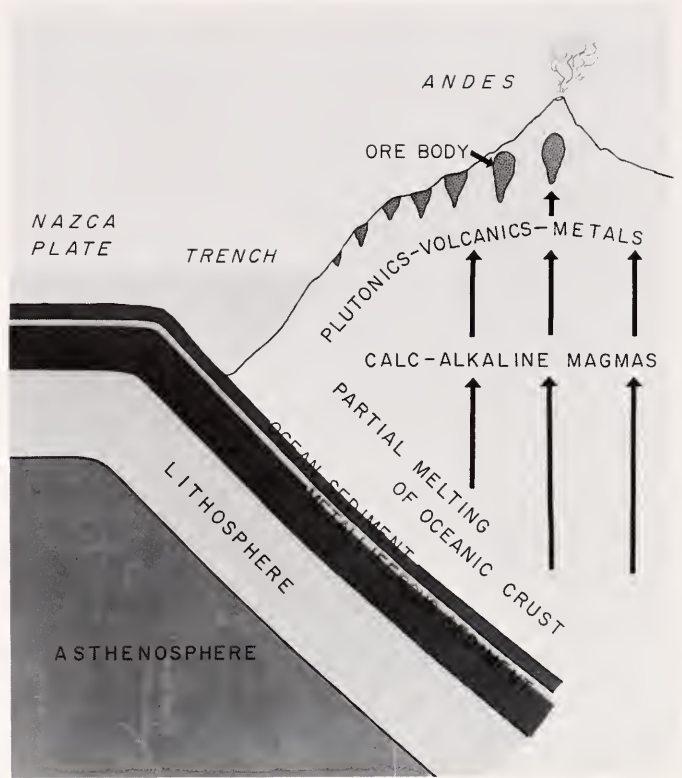 ANDES
ORE BODY
NAZCA
PLATE
TRENCH
PLUTONICS-VOLCANICS-METALS
CALC-ALKALINE MAGMAS
PARTIAL MELTING
OF OCEANIC CRUST
OCEAN SEDIMENT
LITHOSPHERE
ASTHENOSPHERE